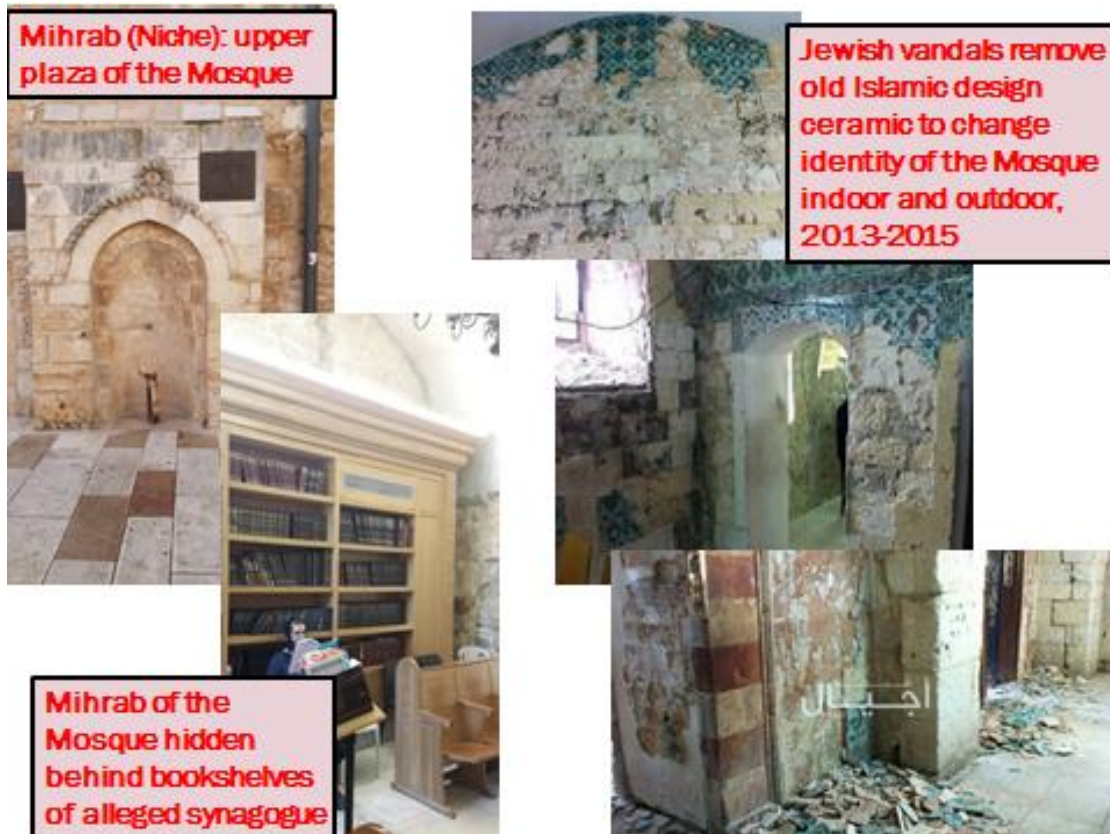 Mihrab (Niche): upper
plaza of the Mosque
Jewish vandals remove
old Islamic design
ceramic to change
identity of the Mosque
indoor and outdoor,
2013-2015
Mihrab of the
Mosque hidden
behind bookshelves
of alleged synagogue
اجيال